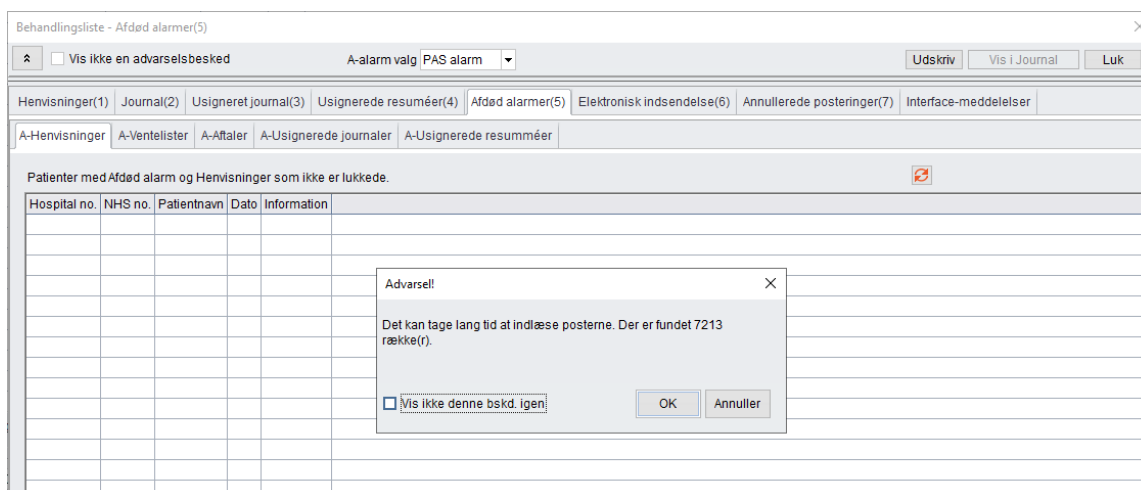 Behandlingsliste - Afdød alarmer(5)
Vis ikke en advarselsbesked A-alarm valg PAS alarm Udskriv Vis i Journal Luk
Henvisninger(1) Journal(2) Usigneret journal(3) Usignerede resuméer(4) Afdød alarmer(5) Elektronisk indsendelse(6) Annullerede posteringer(7) Interface-meddelelser
A-Henvisninger A-Ventelister A-Aftaler A-Usignerede journaler A-Usignerede resumméer
Patienter med Afdød alarm og Henvisninger som ikke er lukkede.
Hospital no. NHS no. Patientnavn Dato Information
Advarsel!
Det kan tage lang tid at indlæse posterne. Der er fundet 7213
række(r).
Vis ikke denne bskd. igen OK Annuller